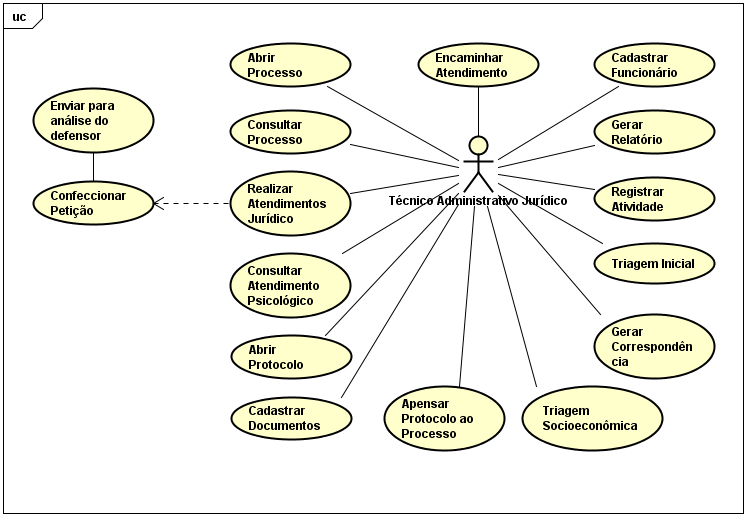 uc
Abrir
Processo
Encaminhar
Atendimento
Cadastrar
Funcionário
Enviar para
análise do
defensor
Consultar
Processo
Gerar
Relatório
Confeccionar
Petição
Realizar
Atendimentos
Jurídico
Técnico Administrativo Jurídico
Registrar
Atividade
Consultar
Atendimento
Psicológico
Triagem Inicial
Abrir
Protocolo
Gerar
Correspondên
cia
Cadastrar
Documentos
Apensar
Protocolo ao
Processo
Triagem
Socioeconómica